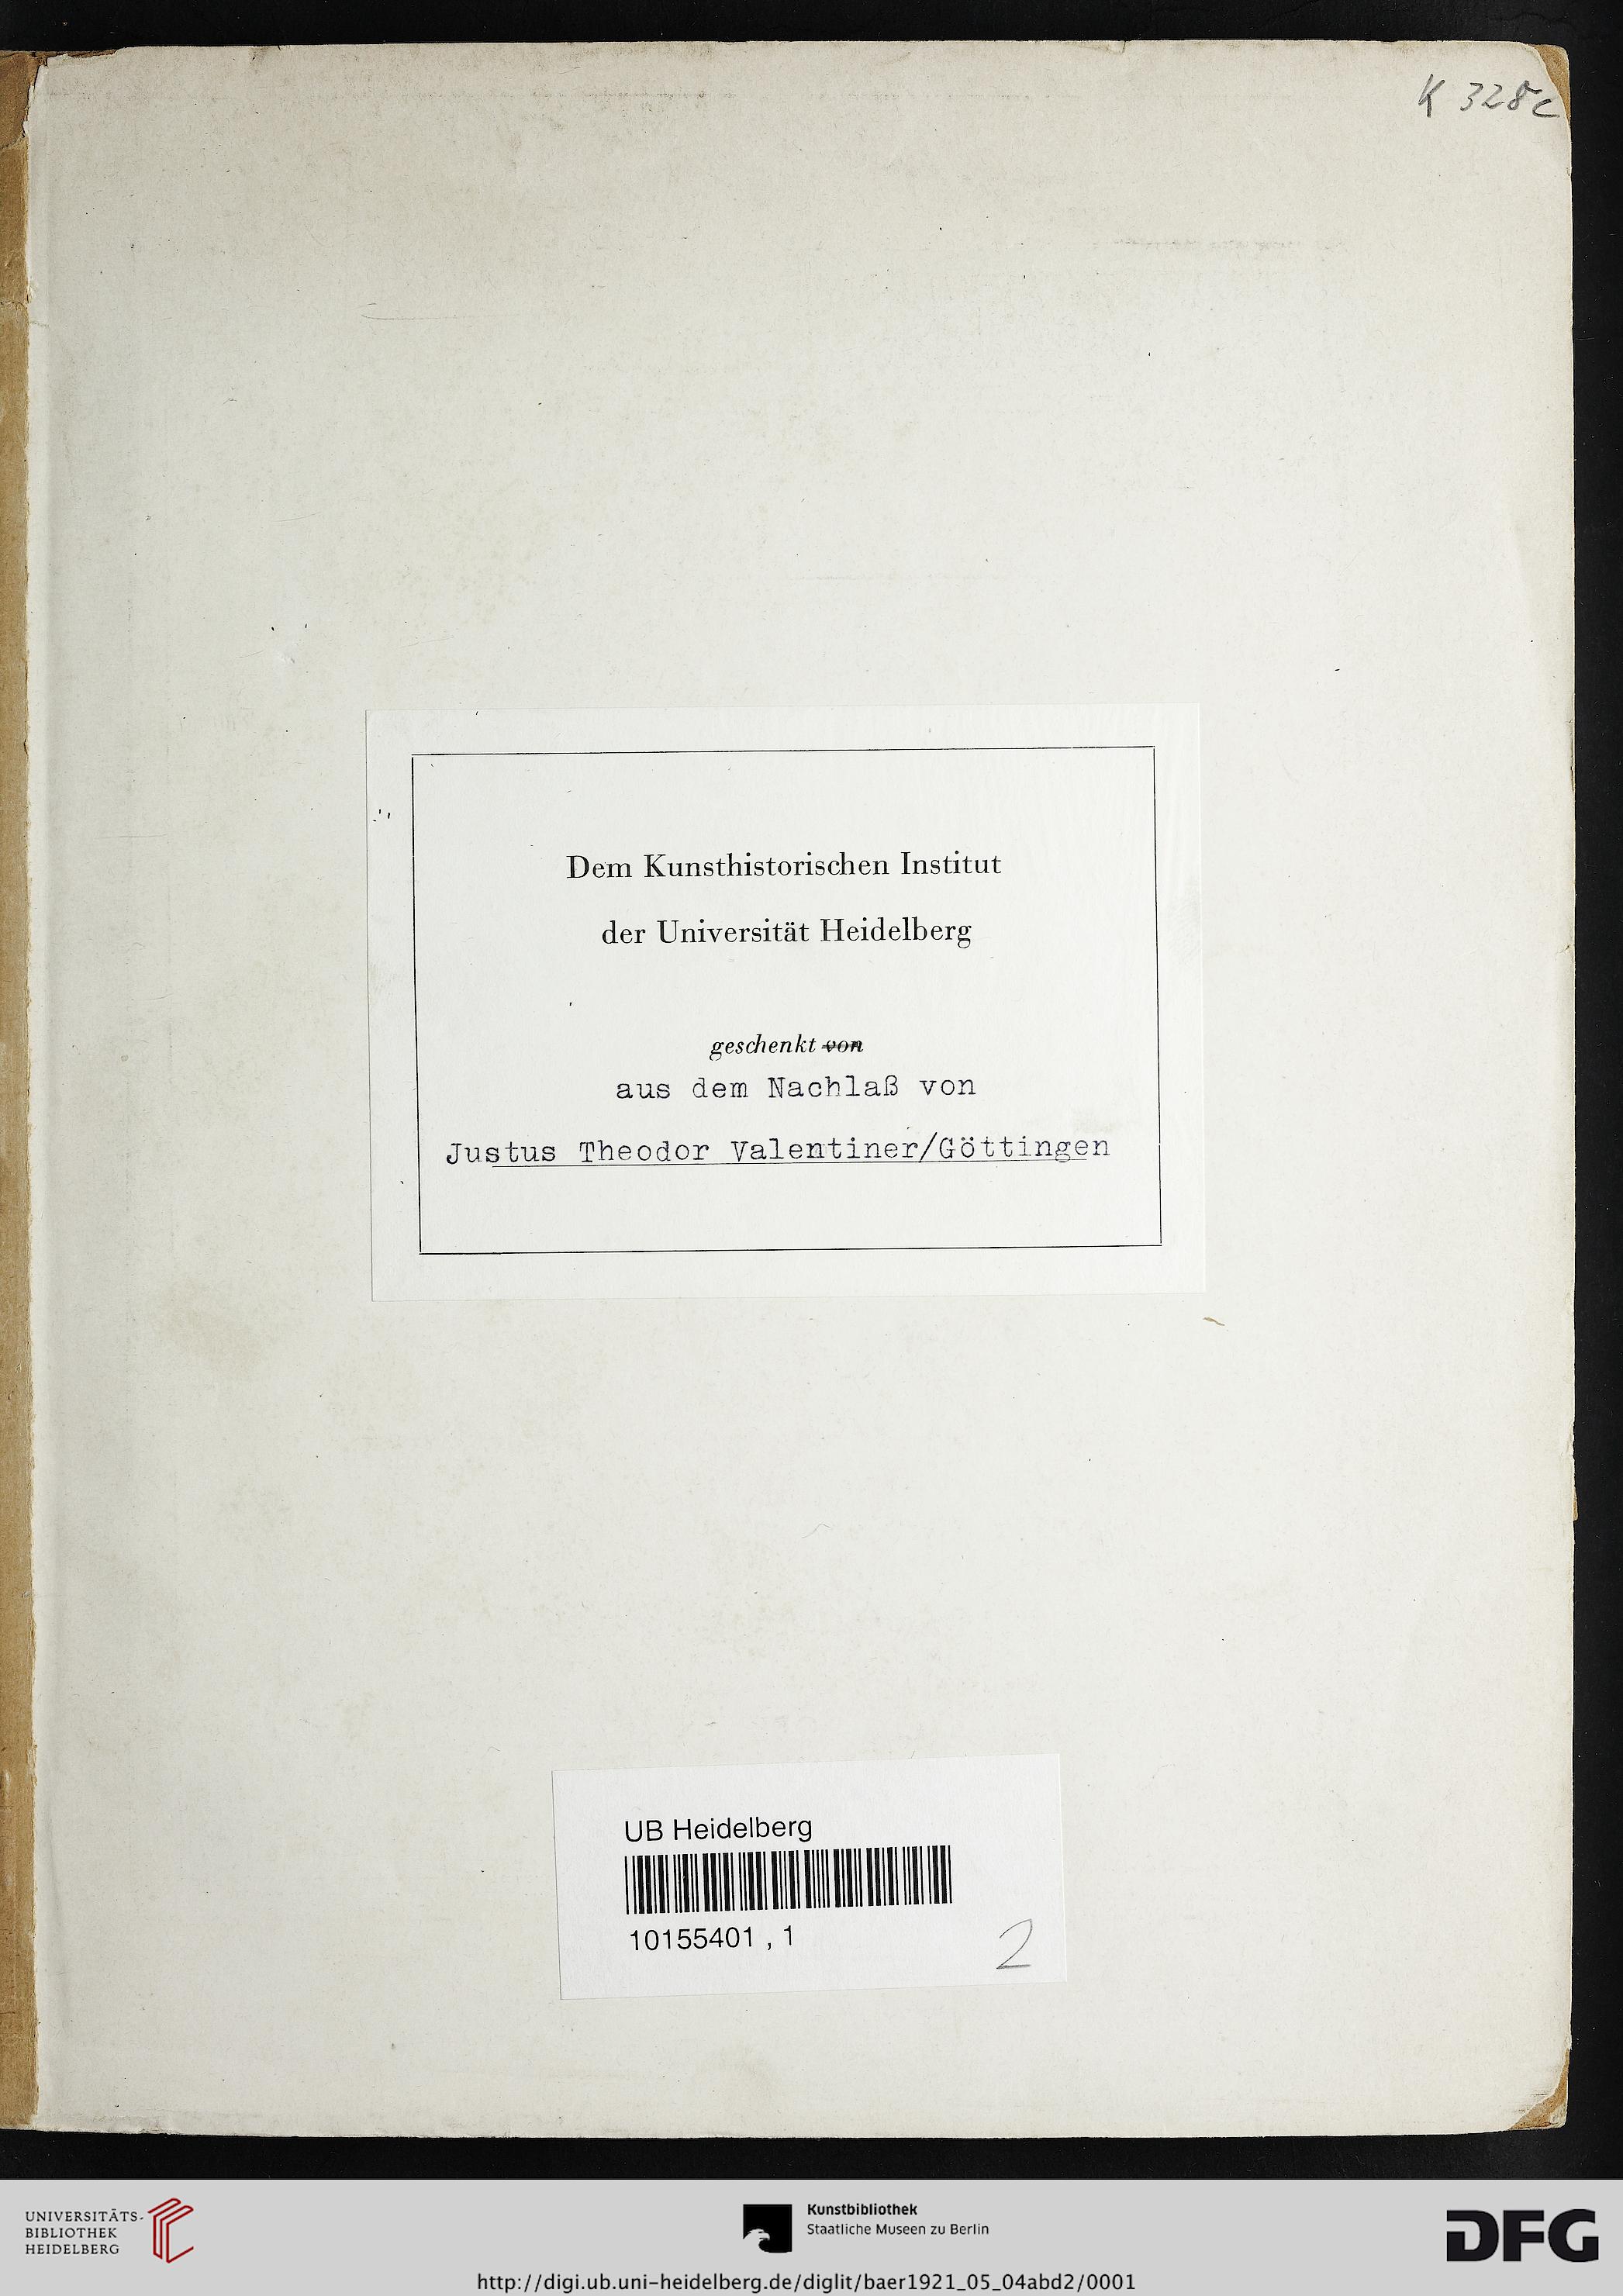 K 328c
Dem Kunsthistorischen Institut
der Universität Heidelberg
geschenkt von
aus dem Nachlaß von
Justus Theodor Valentiner/Göttingen
UB Heidelberg
10155401 , 1
2
UNIVERSITÄTS-
BIBLIOTHEK
HEIDELBERG
Kunstbibliothek
Staatliche Museen zu Berlin
DFG
http://digi.ub.uni-heidelberg.de/diglit/baer1921_05_04abd2/0001